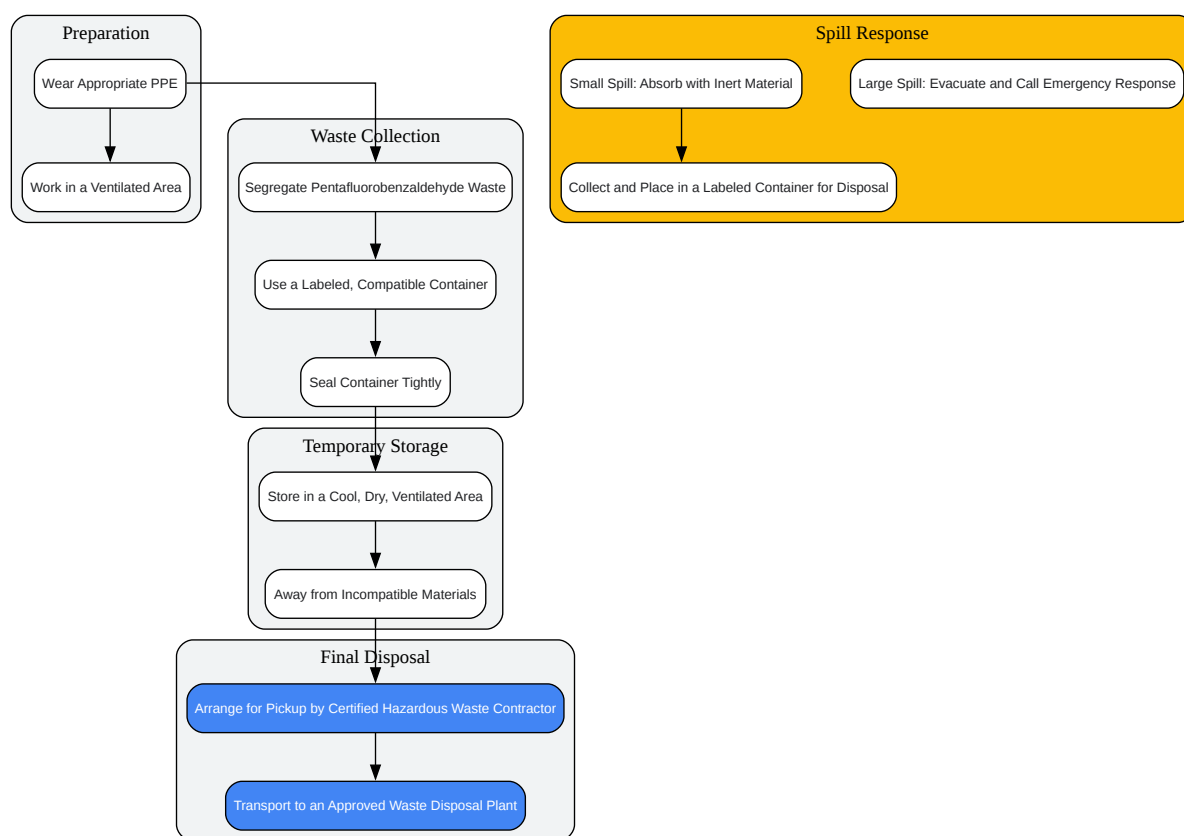 Preparation
Wear Appropriate PPE
Work in a Ventilated Area
Waste Collection
Segregate Pentafluorobenzaldehyde Waste
Use a Labeled, Compatible Container
Seal Container Tightly
Temporary Storage
Store in a Cool, Dry, Ventilated Area
Away from Incompatible Materials
Final Disposal
Arrange for Pickup by Certified Hazardous Waste Contractor
Transport to an Approved Waste Disposal Plant
Spill Response
Small Spill: Absorb with Inert Material
Large Spill: Evacuate and Call Emergency Response
Collect and Place in a Labeled Container for Disposal